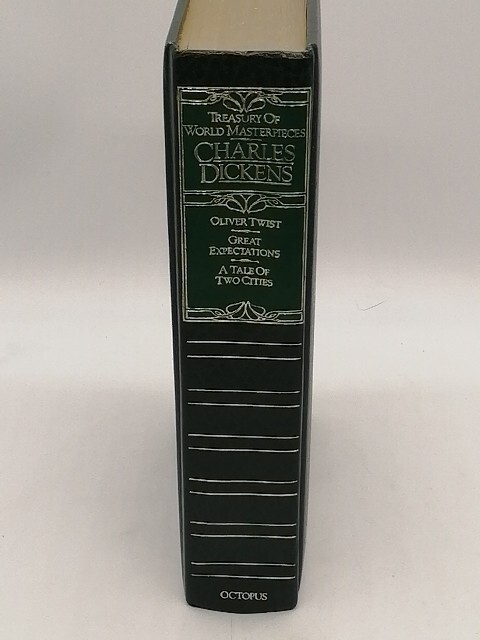 TREASURY OF
WORLD MASTERPIECES
CHARLES
DICKENS
OLIVER TWIST
GREAT
EXPECTATIONS
A TALE OF
TWO CITIES
OCTOPUS